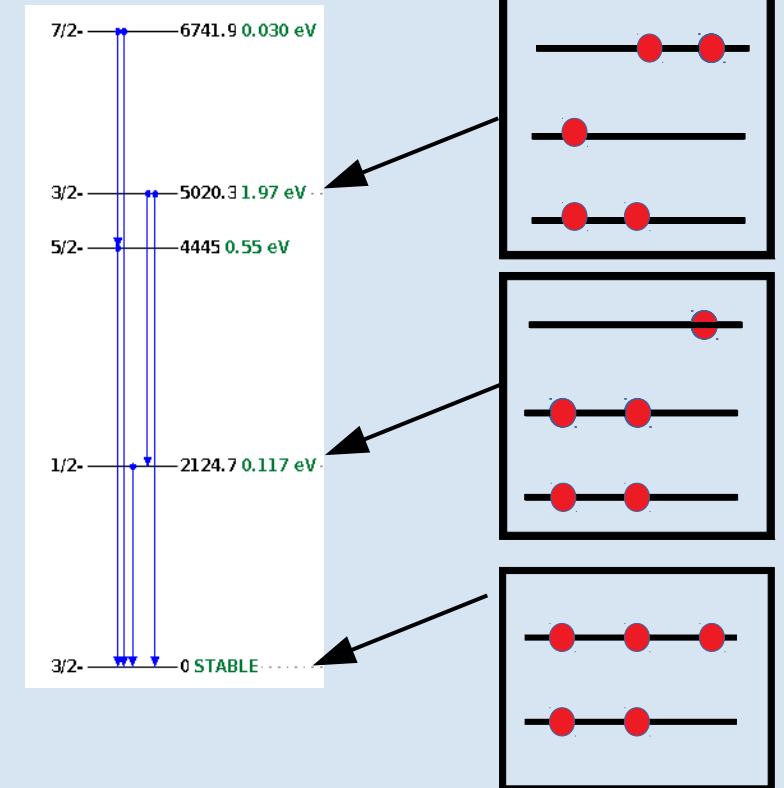 7/2- 6741.9 0.030 eV
3/2- 5020.3 1.97 eV
5/2- 4445 0.55 eV
1/2- 2124.7 0.117 eV
3/2- 0 STABLE